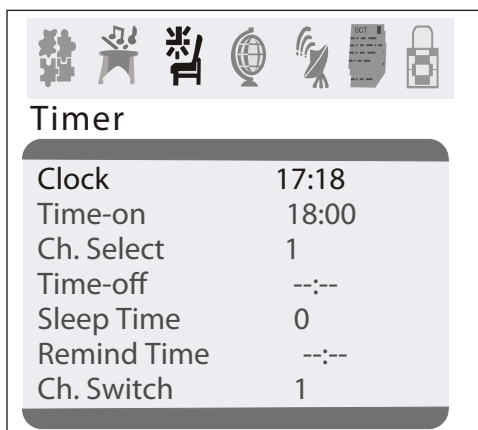 OCT
Timer
Clock 17:18
Time-on 18:00
Ch. Select 1
Time-off --:--
Sleep Time 0
Remind Time --:--
Ch. Switch 1